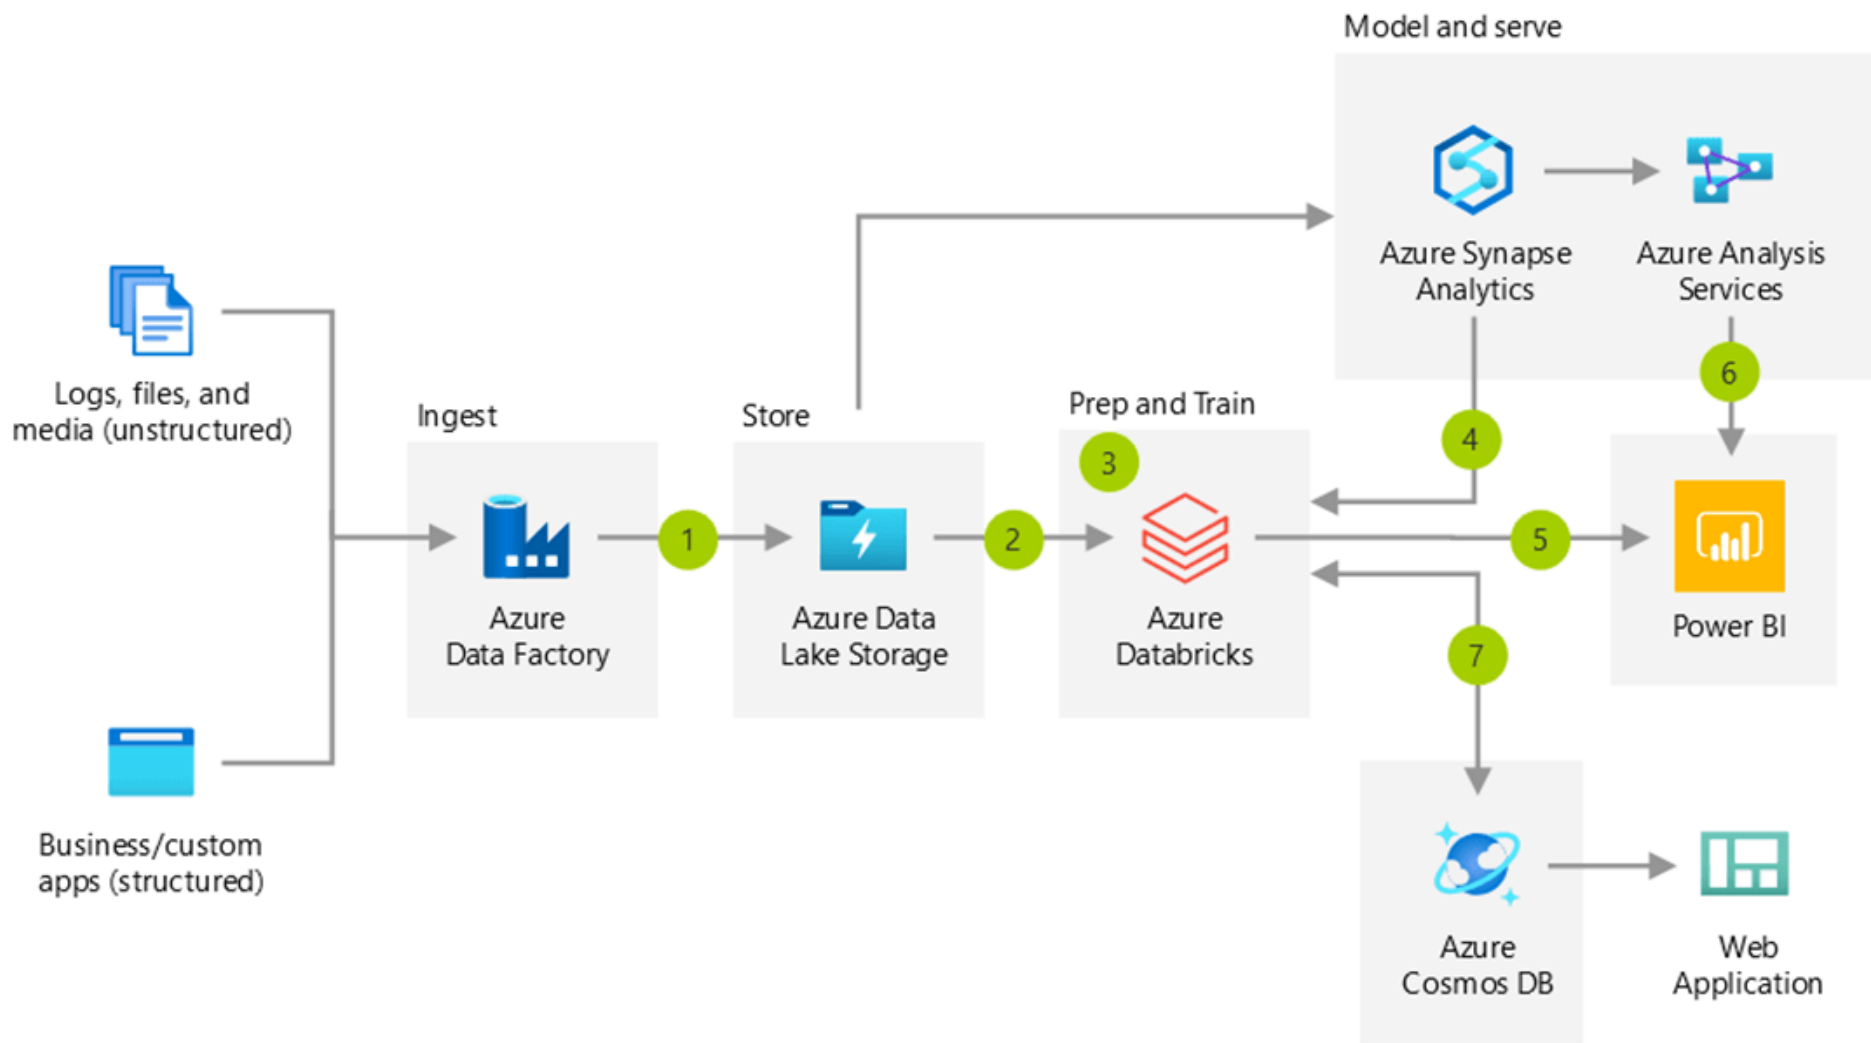 Model and serve
Azure Synapse
Analytics
Azure Analysis
Services
Logs, files, and
media (unstructured)
Ingest
Store
Prep and Train
3
4
6
1
2
5
Azure
Data Factory
Azure Data
Lake Storage
Azure
Databricks
Power BI
7
Business/custom
apps (structured)
Azure
Cosmos DB
Web
Application